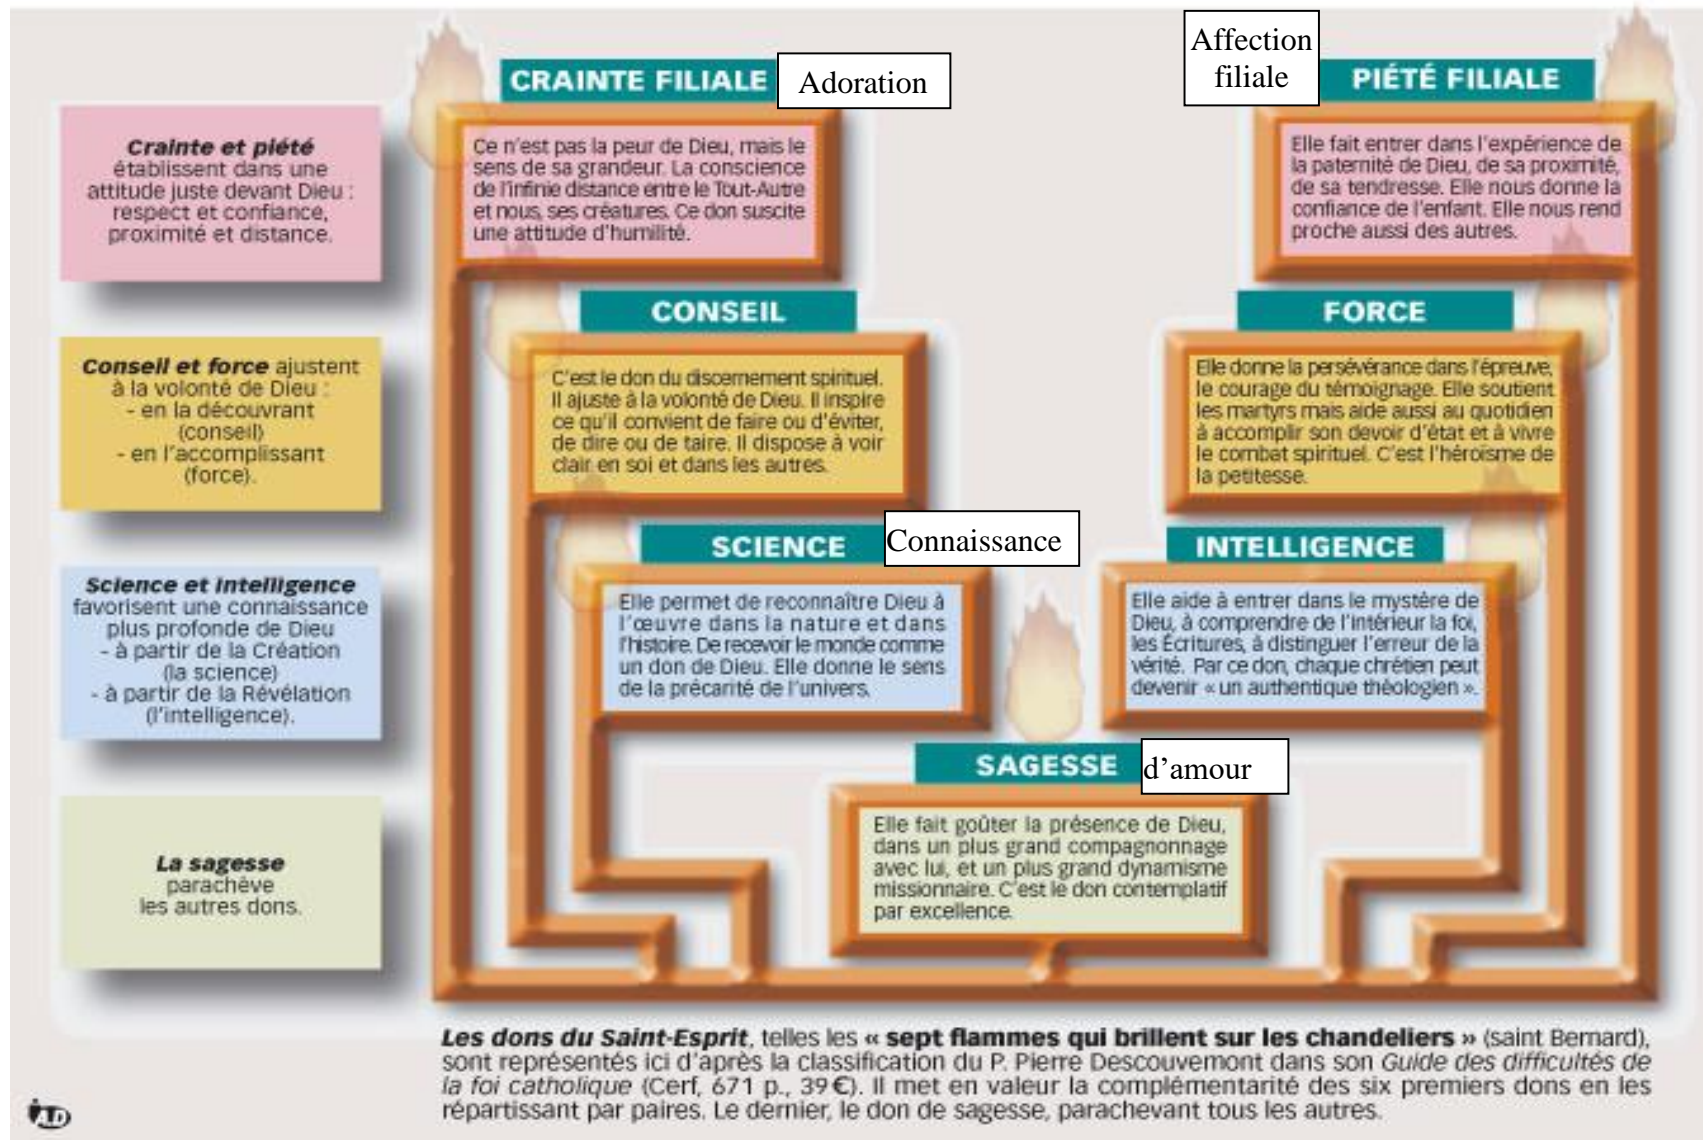 CRAINTE FILIALE
Adoration
Affection
filiale
PIÉTÉ FILIALE
Crainte et piété
établissent dans une
attitude juste devant Dieu :
respect et confiance,
proximité et distance.
Ce n'est pas la peur de Dieu, mais le
sens de sa grandeur. La conscience
de l'infinie distance entre le Tout-Autre
et nous, ses créatures. Ce don suscite
une attitude d'humilité.
Elle fait entrer dans l'expérience de
la paternité de Dieu, de sa proximité,
de sa tendresse. Elle nous donne la
confiance de l'enfant. Elle nous rend
proche aussi des autres.
CONSEIL
FORCE
Conseil et force ajustent
à la volonté de Dieu :
- en la découvrant
(conseil)
- en l'accomplissant
(force).
C'est le don du discernement spirituel.
Il ajuste à la volonté de Dieu. Il inspire
ce qu'il convient de faire ou d'éviter,
de dire ou de taire. Il dispose à voir
clair en soi et dans les autres.
Elle donne la persévérance dans l'épreuve,
le courage du témoignage. Elle soutient
les martyrs mais aide aussi au quotidien
à accomplir son devoir d'état et à vivre
le combat spirituel. C'est l'héroïsme de
la petitesse.
SCIENCE
Connaissance
INTELLIGENCE
Science et intelligence
favorisent une connaissance
plus profonde de Dieu
- à partir de la Création
(la science)
- à partir de la Révélation
(l'intelligence).
Elle permet de reconnaître Dieu à
l'œuvre dans la nature et dans
l'histoire. De recevoir le monde comme
un don de Dieu. Elle donne le sens
de la précarité de l'univers.
Elle aide à entrer dans le mystère de
Dieu, à comprendre de l'intérieur la foi,
les Écritures, à distinguer l'erreur de la
vérité. Par ce don, chaque chrétien peut
devenir « un authentique théologien ».
SAGESSE
d'amour
La sagesse
parachève
les autres dons.
Elle fait goûter la présence de Dieu,
dans un plus grand compagnonnage
avec lui, et un plus grand dynamisme
missionnaire. C'est le don contemplatif
par excellence.
Les dons du Saint-Esprit, telles les « sept flammes qui brillent sur les chandeliers » (saint Bernard),
sont représentés ici d'après la classification du P. Pierre Descouvemont dans son Guide des difficultés de
la foi catholique (Cerf, 671 p., 39 €). Il met en valeur la complémentarité des six premiers dons en les
répartissant par paires. Le dernier, le don de sagesse, parachevant tous les autres.